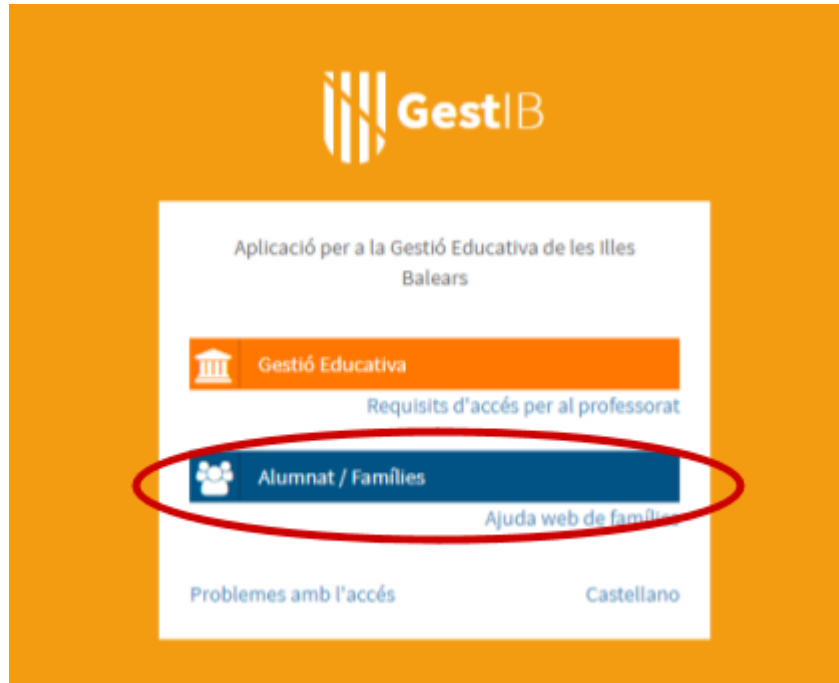 GestIB
Aplicació per a la Gestió Educativa de les Illes
Balears
Gestió Educativa
Requisits d'accés per al professorat
Alumnat / Famílies
Ajuda web de famílies
Problemes amb l'accés
Castellano